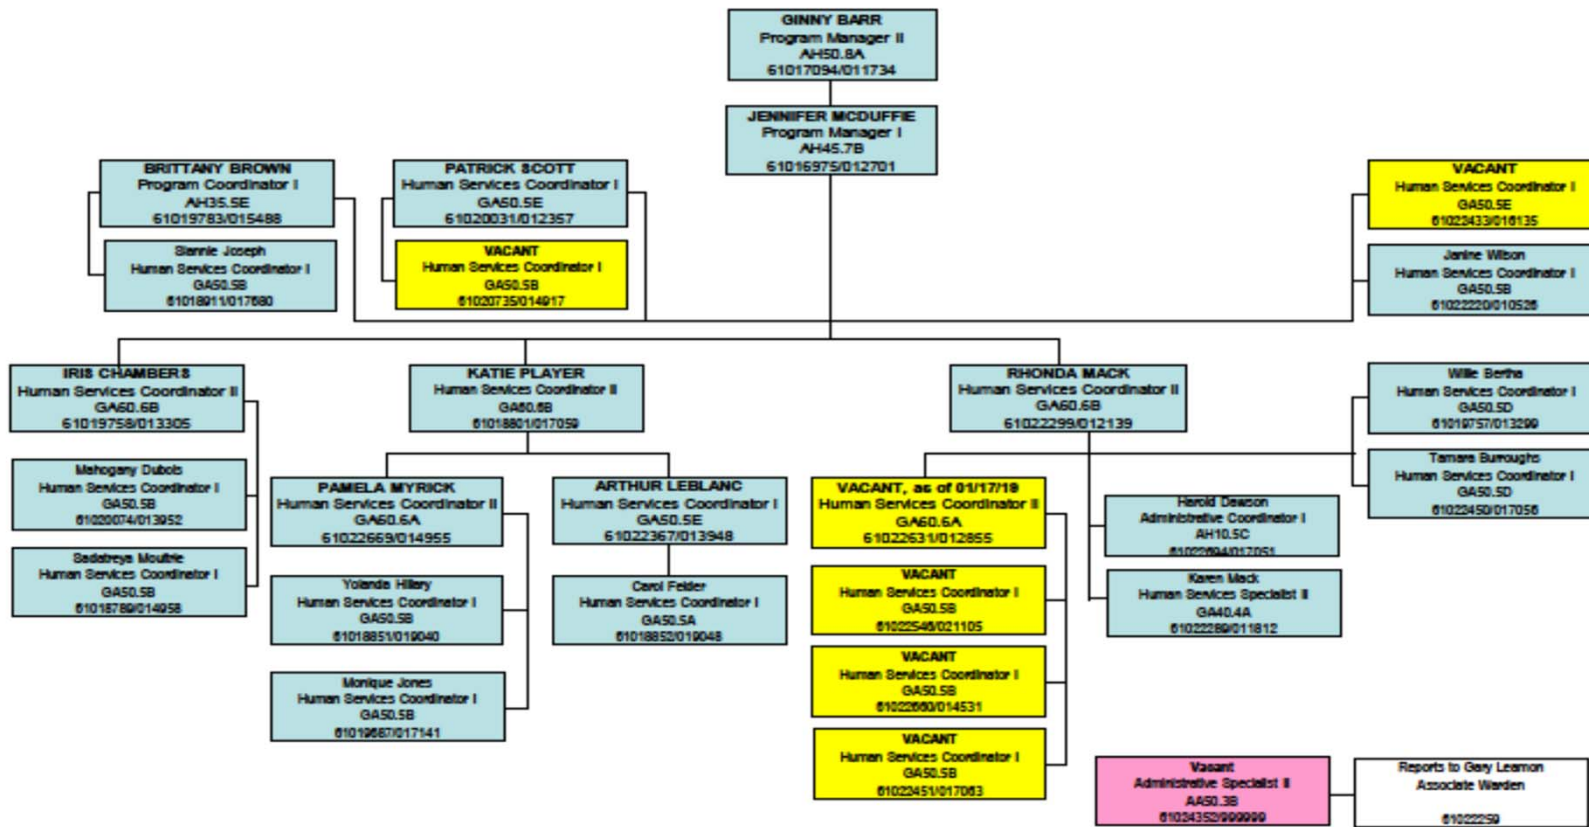 GINNY BARR
Program Manager II
AH50.8A
61017094/011734
JENNIFER MCDUFFIE
Program Manager I
AH45.7B
61016975/012701
BRITTANY BROWN
Program Coordinator I
AH35.5E
61019783/015488
PATRICK SCOTT
Human Services Coordinator I
GA50.5E
61020031/012357
VACANT
Human Services Coordinator I
GA50.5E
61022433/016135
Slannie Joseph
Human Services Coordinator I
GA50.5B
61018911/017680
VACANT
Human Services Coordinator I
GA50.5B
61020735/014917
Janine Wilson
Human Services Coordinator I
GA50.5B
61022220/010526
IRIS CHAMBERS
Human Services Coordinator II
GA60.6B
61019758/013305
KATIE PLAYER
Human Services Coordinator II
GA60.6B
61018801/017059
RHONDA MACK
Human Services Coordinator II
GA60.6B
61022299/012139
Willie Bertha
Human Services Coordinator I
GA50.5D
61019757/013299
Mahogany Dubois
Human Services Coordinator I
GA50.5B
61020074/013952
PAMELA MYRICK
Human Services Coordinator II
GA60.6A
61022669/014955
ARTHUR LEBLANC
Human Services Coordinator I
GA50.5E
61022367/013948
VACANT, as of 01/17/19
Human Services Coordinator II
GA60.6A
61022631/012855
Harold Dawson
Administrative Coordinator I
AH10.5C
61022694/017051
Tamara Burroughs
Human Services Coordinator I
GA50.5D
61022450/017056
Sadatreya Moultrie
Human Services Coordinator I
GA50.5B
61018789/014958
Yolanda Hillary
Human Services Coordinator I
GA50.5B
61018851/019040
Carol Felder
Human Services Coordinator I
GA50.5A
61018852/019048
VACANT
Human Services Coordinator I
GA50.5B
61022546/021105
Karen Mack
Human Services Specialist II
GA40.4A
61022289/011812
Monique Jones
Human Services Coordinator I
GA50.5B
61019687/017141
VACANT
Human Services Coordinator I
GA50.5B
61022660/014531
VACANT
Human Services Coordinator I
GA50.5B
61022451/017063
Vacant
Administrative Specialist II
AA50.3B
61034352/999999
Reports to Gary Leamon
Associate Warden
61022259